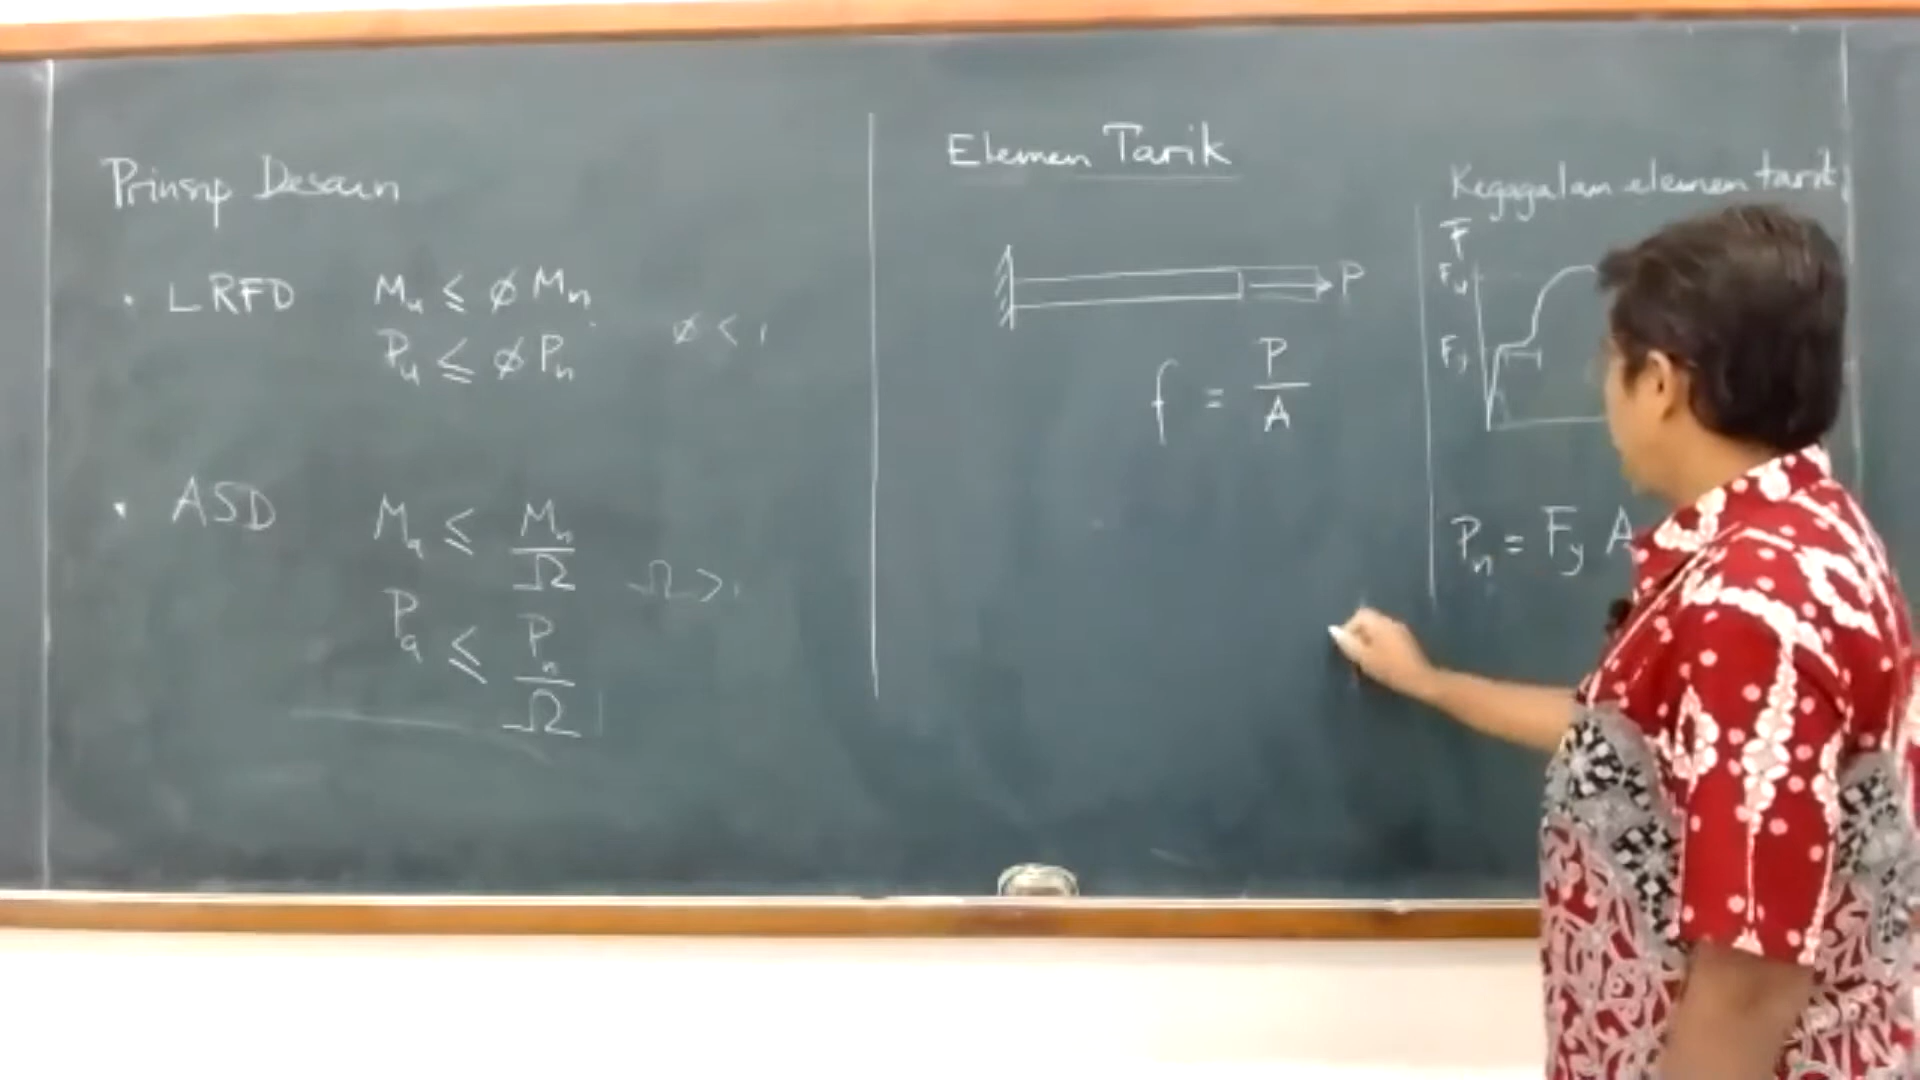 Prinsip Desain
• LRFD Mu ≤ ø Mn
Pu ≤ ø Pn
ø < 1
• ASD Ma ≤ Mn/Ω
Pa ≤ Pn/Ω
Ω > 1
Elemen Tarik
P
f = P/A
Kegagalan elemen tarik
F
Fu
Fy
Pn = Fy A